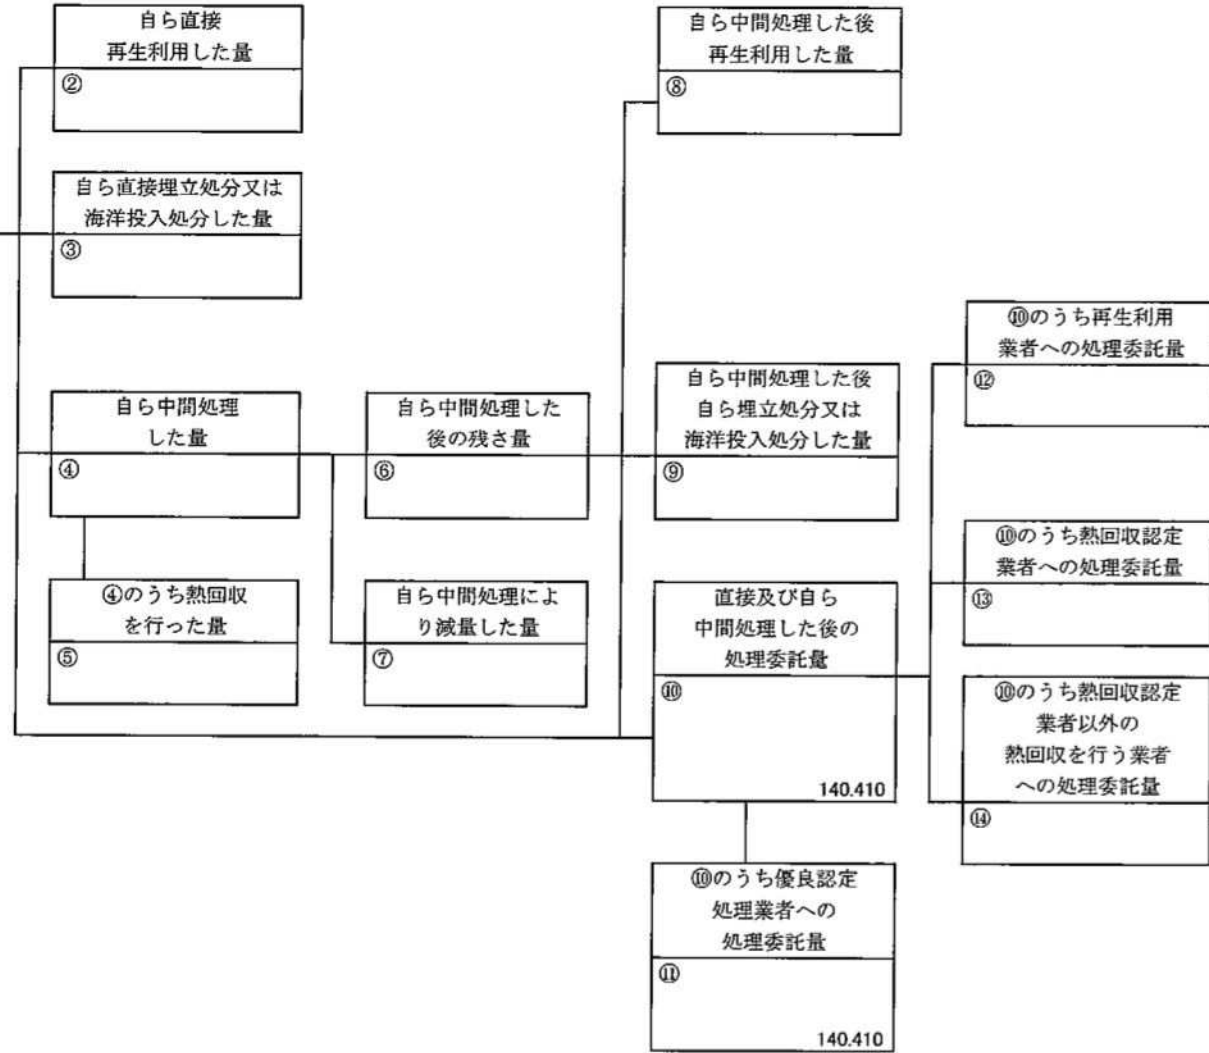 自ら直接
再生利用した量
②
自ら中間処理した後
再生利用した量
⑧
自ら直接埋立処分又は
海洋投入処分した量
③
⑩のうち再生利用
業者への処理委託量
⑫
自ら中間処理
した量
④
自ら中間処理した
後の残さ量
⑥
自ら中間処理した後
自ら埋立処分又は
海洋投入処分した量
⑨
⑩のうち熱回収認定
業者への処理委託量
⑬
④のうち熱回収
を行った量
⑤
自ら中間処理によ
り減量した量
⑦
直接及び自ら
中間処理した後の
処理委託量
⑩
140.410
⑩のうち熱回収認定
業者以外の
熱回収を行う業者
への処理委託量
⑭
⑩のうち優良認定
処理業者への
処理委託量
⑪
140.410